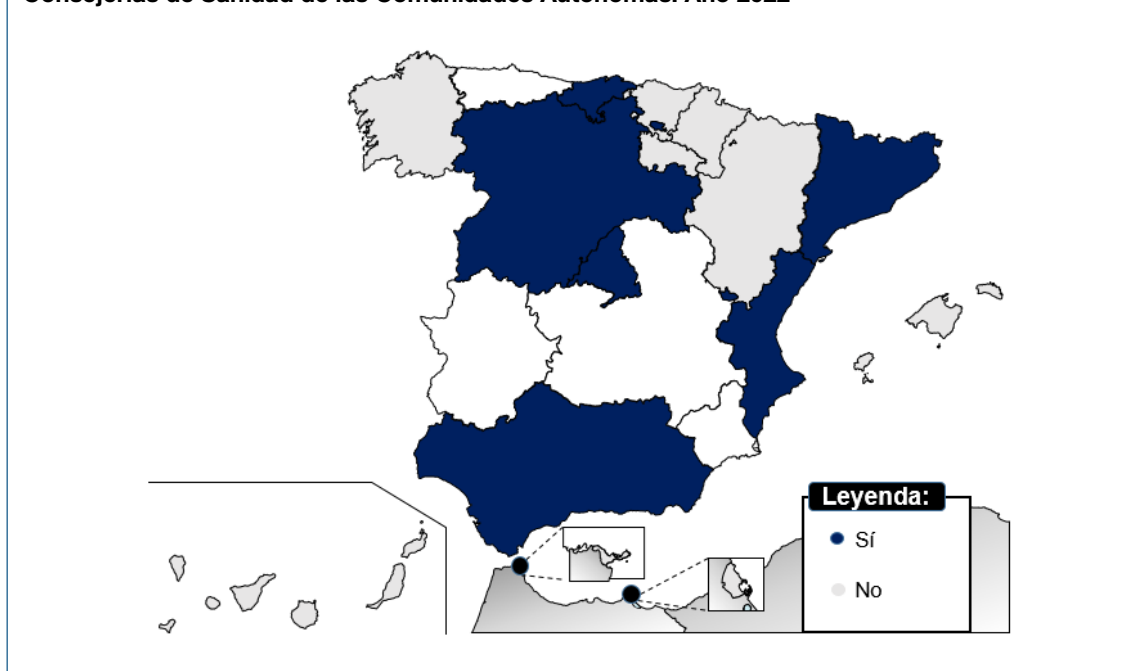 Consejerías de Sanidad de las Comunidades Autónomas. Año 2022
Leyenda:
Sí
No